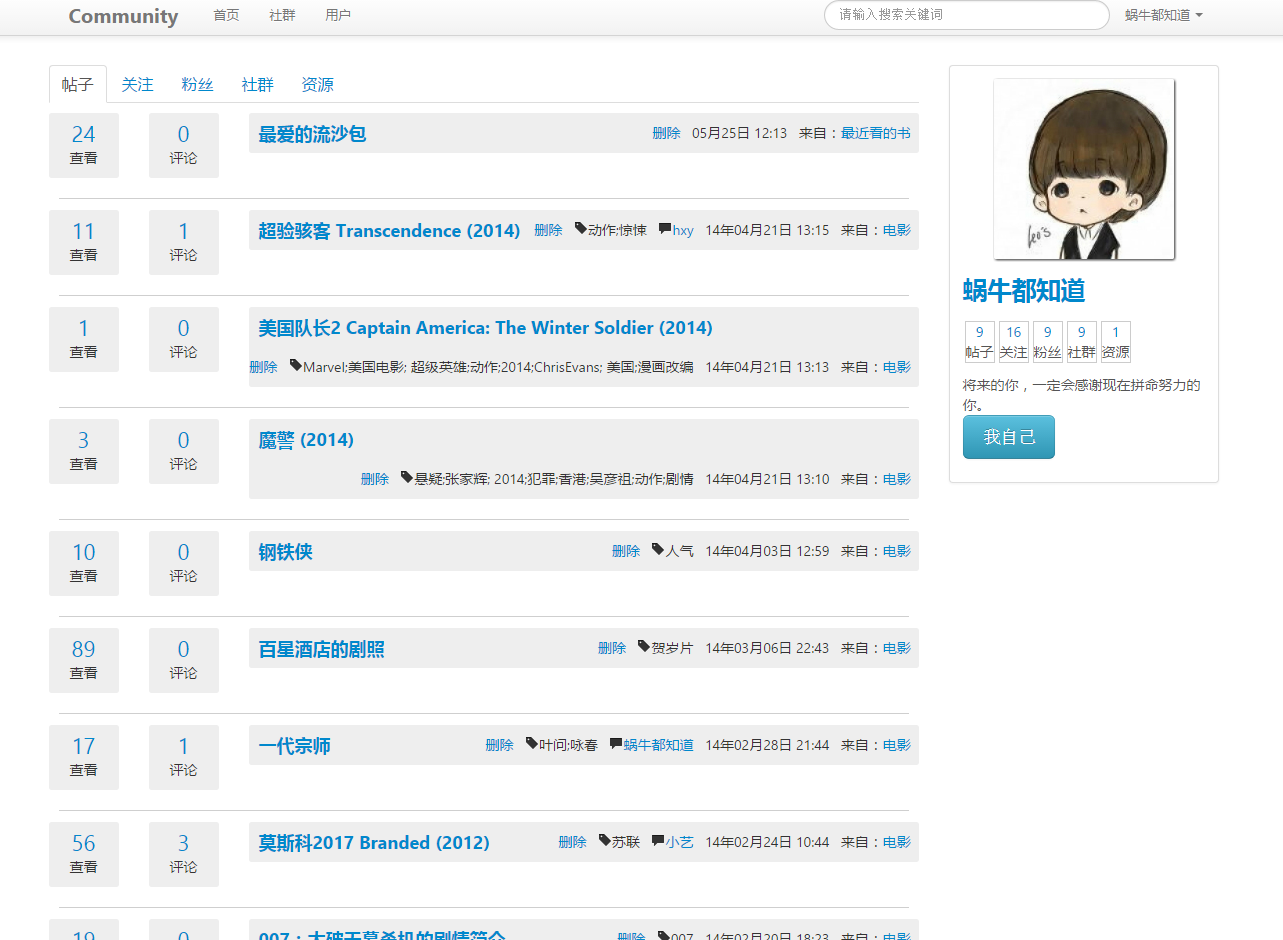 Community 首页 社群 用户 请输入搜索关键词 蜗牛都知道
帖子 关注 粉丝 社群 资源
24 查看 0 评论 最爱的流沙包 删除 05月25日 12:13 来自：最近看的书
11 查看 1 评论 超验骇客 Transcendence (2014) 删除 动作;惊悚 hxy 14年04月21日 13:15 来自：电影
1 查看 0 评论 美国队长2 Captain America: The Winter Soldier (2014)
删除 Marvel;美国电影; 超级英雄;动作;2014;ChrisEvans; 美国;漫画改编 14年04月21日 13:13 来自：电影
3 查看 0 评论 魔警 (2014)
删除 悬疑;张家辉; 2014;犯罪;香港;吴彦祖;动作;剧情 14年04月21日 13:10 来自：电影
10 查看 0 评论 钢铁侠 删除 人气 14年04月03日 12:59 来自：电影
89 查看 0 评论 百星酒店的剧照 删除 贺岁片 14年03月06日 22:43 来自：电影
17 查看 1 评论 一代宗师 删除 叶问;咏春 蜗牛都知道 14年02月28日 21:44 来自：电影
56 查看 3 评论 莫斯科2017 Branded (2012) 删除 苏联 小艺 14年02月24日 10:44 来自：电影
19 0 007：大破天幕杀机的剧情简介 删除 007 14年02月20日 18:23 来自：电影
leo's
蜗牛都知道
9 16 9 9 1
帖子 关注 粉丝 社群 资源
将来的你，一定会感谢现在拼命努力的
你。
我自己